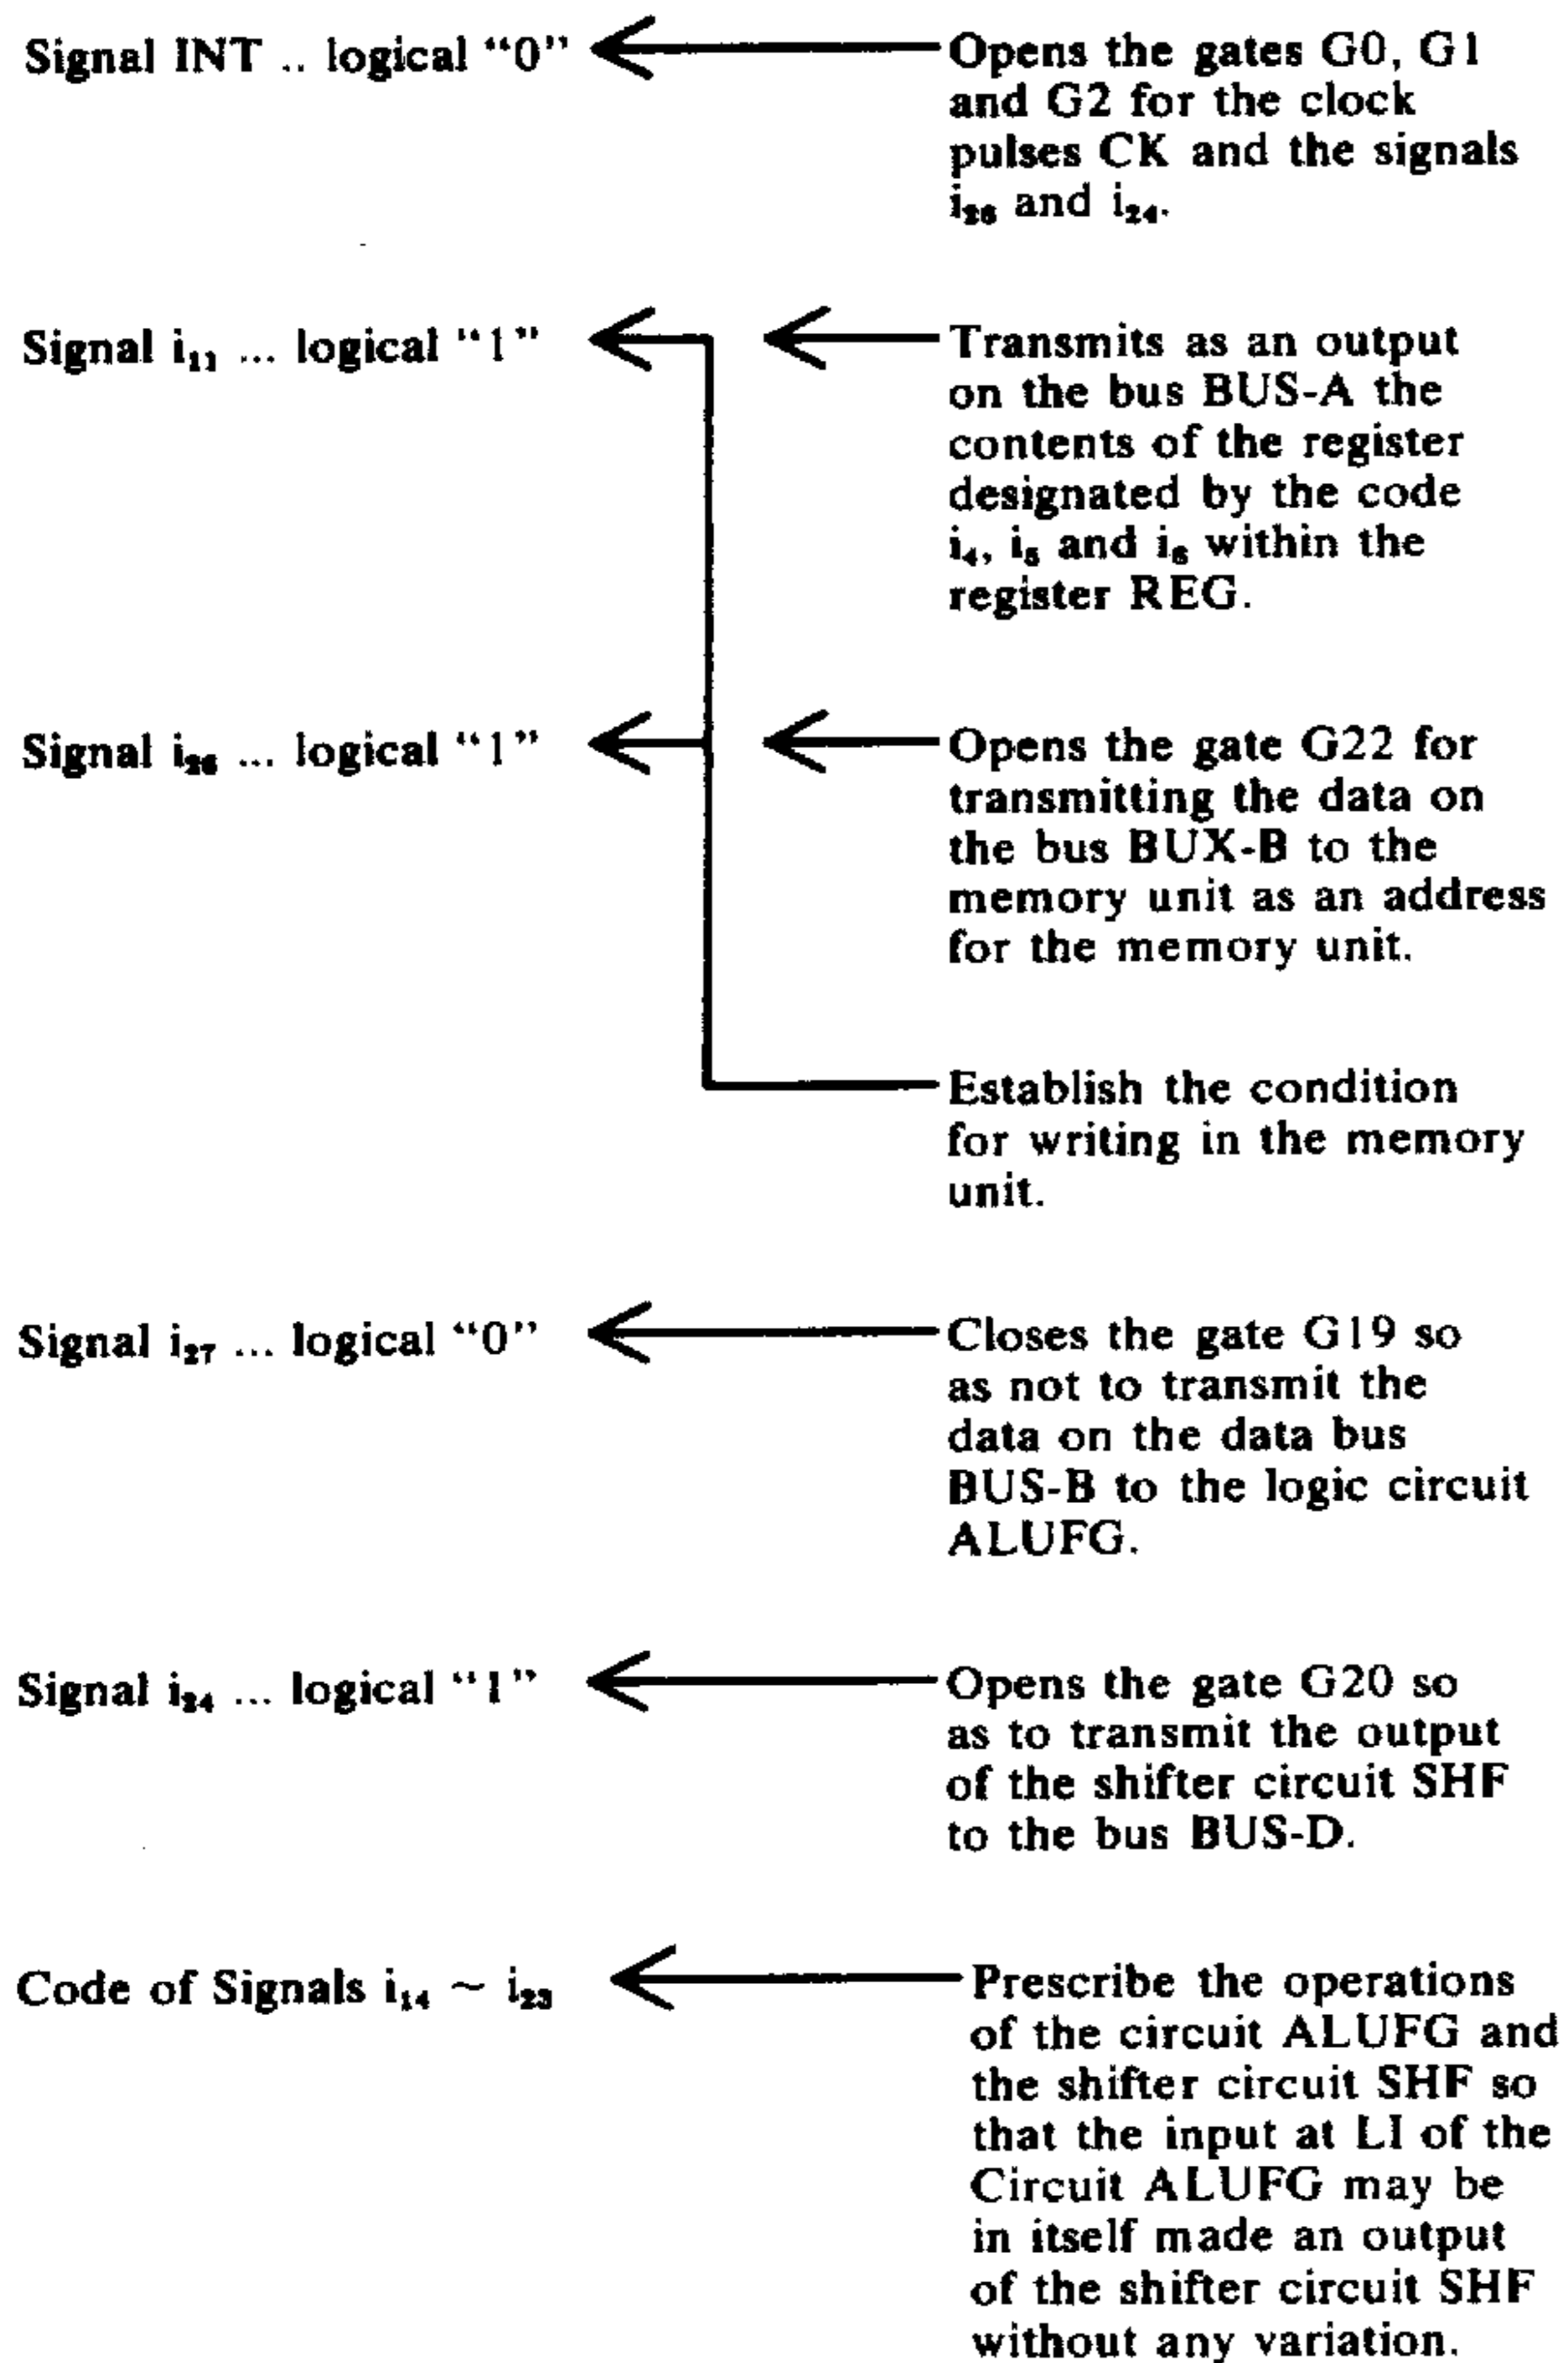 Signal INT .. logical “0”
Opens the gates G0, G1
and G2 for the clock
pulses CK and the signals
i₂₆ and i₂₄.
Signal i₁₁ ... logical “1”
Transmits as an output
on the bus BUS-A the
contents of the register
designated by the code
i₄, i₅ and i₆ within the
register REG.
Signal i₂₆ ... logical “1”
Opens the gate G22 for
transmitting the data on
the bus BUX-B to the
memory unit as an address
for the memory unit.
Establish the condition
for writing in the memory
unit.
Signal i₂₇ ... logical “0”
Closes the gate G19 so
as not to transmit the
data on the data bus
BUS-B to the logic circuit
ALUFG.
Signal i₂₄ ... logical “1”
Opens the gate G20 so
as to transmit the output
of the shifter circuit SHF
to the bus BUS-D.
Code of Signals i₁₄ ~ i₂₃
Prescribe the operations
of the circuit ALUFG and
the shifter circuit SHF so
that the input at LI of the
Circuit ALUFG may be
in itself made an output
of the shifter circuit SHF
without any variation.